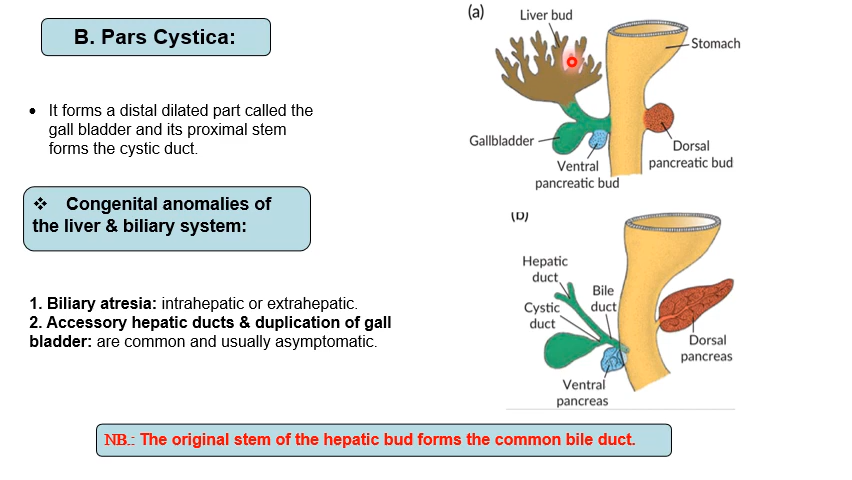 B. Pars Cystica:
• It forms a distal dilated part called the
gall bladder and its proximal stem
forms the cystic duct.
❖ Congenital anomalies of
the liver & biliary system:
1. Biliary atresia: intrahepatic or extrahepatic.
2. Accessory hepatic ducts & duplication of gall
bladder: are common and usually asymptomatic.
(a)
Liver bud
Stomach
Gallbladder
Ventral
pancreatic bud
Dorsal
pancreatic bud
(b)
Hepatic
duct
Bile
duct
Cystic
duct
Dorsal
pancreas
Ventral
pancreas
NB.: The original stem of the hepatic bud forms the common bile duct.